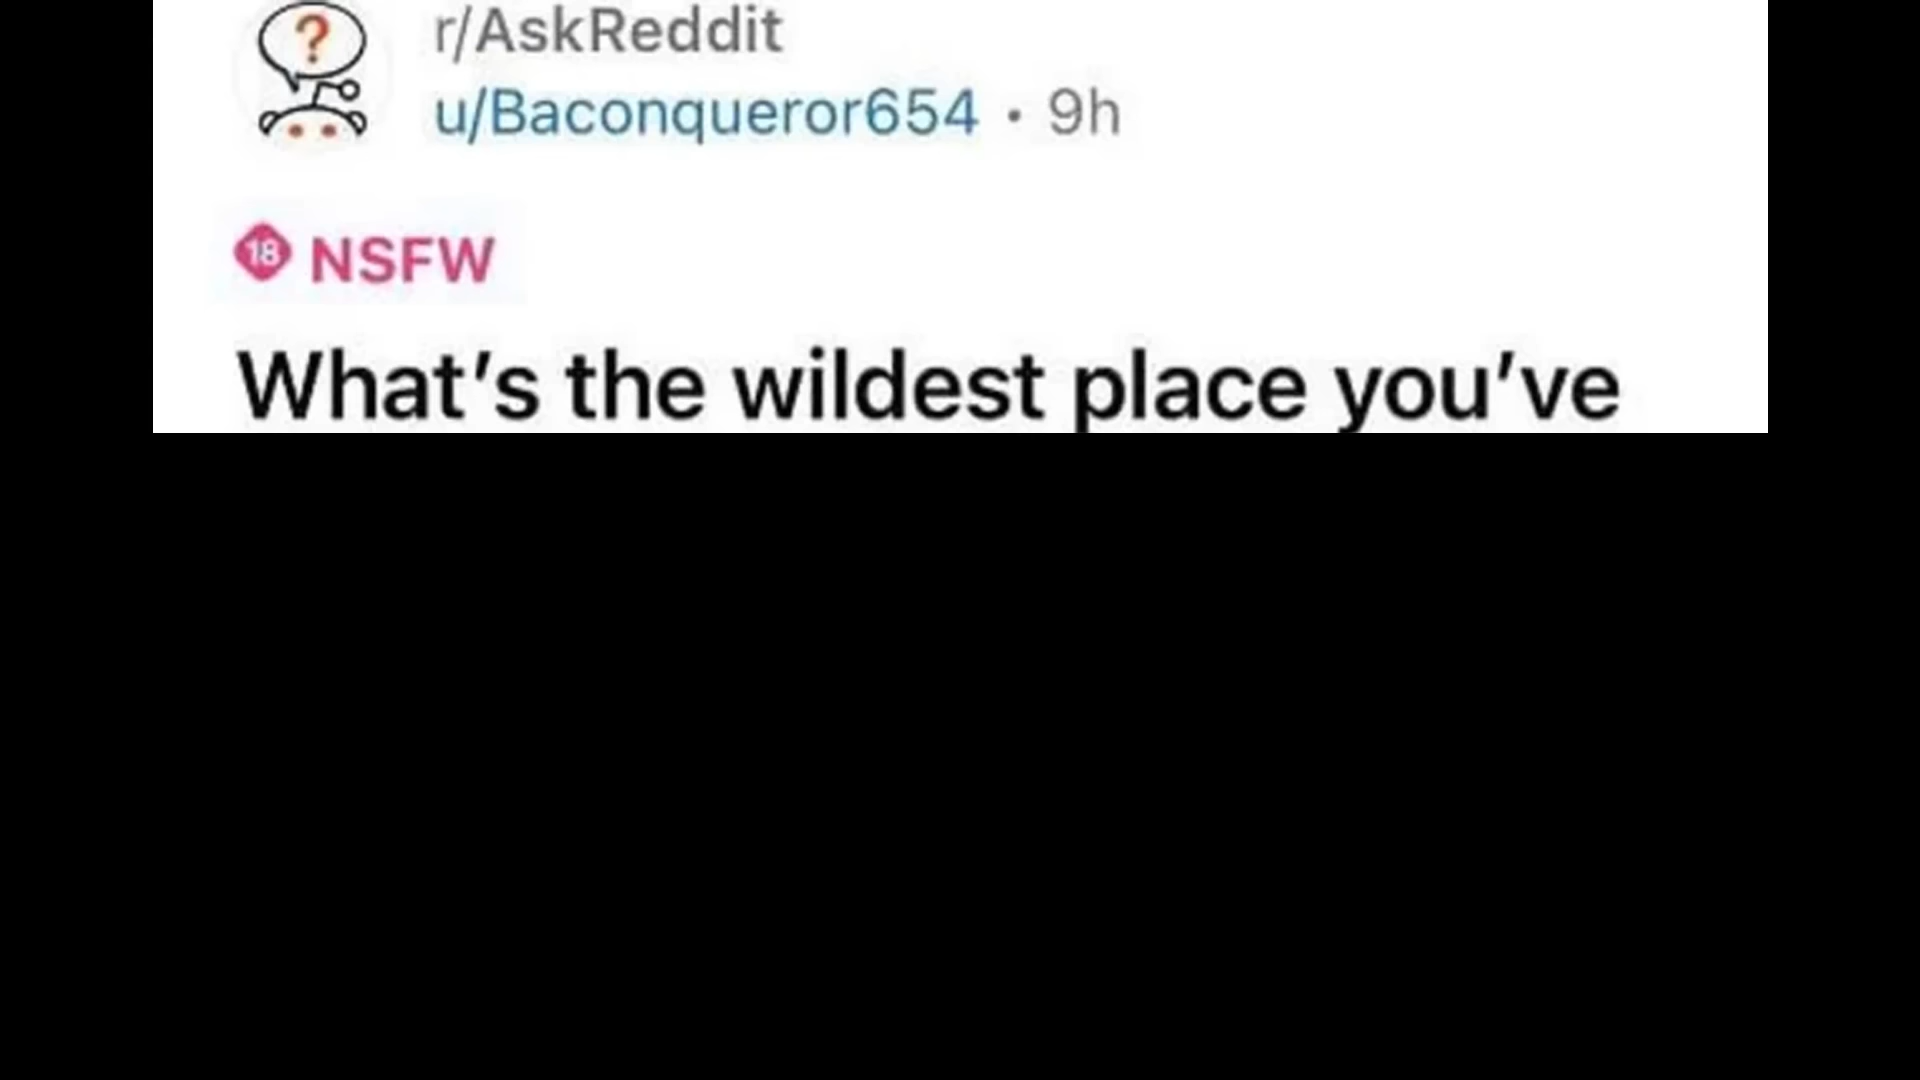 ?
r/AskReddit
u/Baconqueror654 • 9h
18 NSFW
What's the wildest place you've